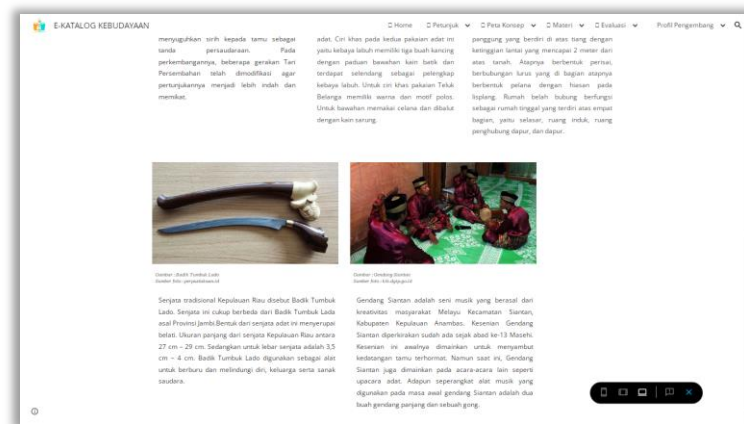 E-KATALOG KEBUDAYAAN
Home
Petunjuk
Peta Konsep
Materi
Evaluasi
Profil Pengambang
menyuguhkan sirih kepada tamu sebagai
tanda persaudaraan. Pada
perkembangannya, beberapa gerakan Tari
Persembahan telah dimodifikasi agar
pertunjukannya menjadi lebih indah dan
memikat.
adat. Ciri khas pada kedua pakaian adat ini
yaitu kebaya labuh memiliki tiga buah kancing
dengan paduan bawahan kain batik dan
terdapat selendang sebagai pelengkap
kebaya labuh. Untuk ciri khas pakaian Teluk
Belanga memiliki warna dan motif polos.
Untuk bawahan memakai celana dan dibalut
dengan kain sarung.
panggung yang berdiri di atas tiang dengan
ketinggian lantai yang mencapai 2 meter dari
atas tanah. Atapnya berbentuk perisai,
berbubungan lurus yang di bagian atapnya
berbentuk pelana dengan hiasan pada
lisplang. Rumah belah bubung berfungsi
sebagai rumah tinggal yang terdiri atas empat
bagian, yaitu selasar, ruang induk, ruang
penghubung dapur, dan dapur.
Gambar : Badik Tumbuk Lado
Sumber foto :
Senjata tradisional Kepulauan Riau disebut Badik Tumbuk
Lado. Senjata ini cukup berbeda dari Badik Tumbuk Lada
asal Provinsi Jambi.Bentuk dari senjata adat ini menyerupai
belati. Ukuran panjang dari senjata Kepulauan Riau antara
27 cm – 29 cm. Sedangkan untuk lebar senjata adalah 3,5
cm – 4 cm. Badik Tumbuk Lado digunakan sebagai alat
untuk berburu dan melindungi diri, keluarga serta sanak
saudara.
Gambar : Gendang Siantan
Sumber foto :
Gendang Siantan adalah seni musik yang berasal dari
kreativitas masyarakat Melayu Kecamatan Siantan,
Kabupaten Kepulauan Anambas. Kesenian Gendang
Siantan diperkirakan sudah ada sejak abad ke-13 Masehi.
Kesenian ini awalnya dimainkan untuk menyambut
kedatangan tamu terhormat. Namun saat ini, Gendang
Siantan juga dimainkan pada acara-acara lain seperti
upacara adat. Adapun seperangkat alat musik yang
digunakan pada masa awal gendang Siantan adalah dua
buah gendang panjang dan sebuah gong.